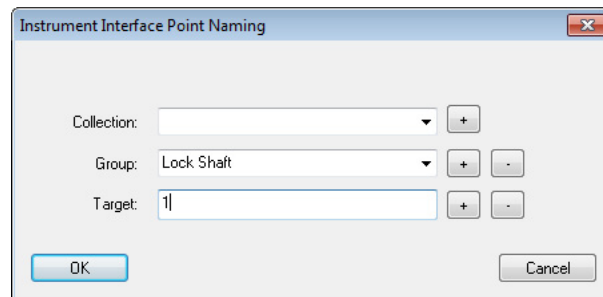 Instrument Interface Point Naming
Collection: +
Group: Lock Shaft + -
Target: 1 + -
OK Cancel